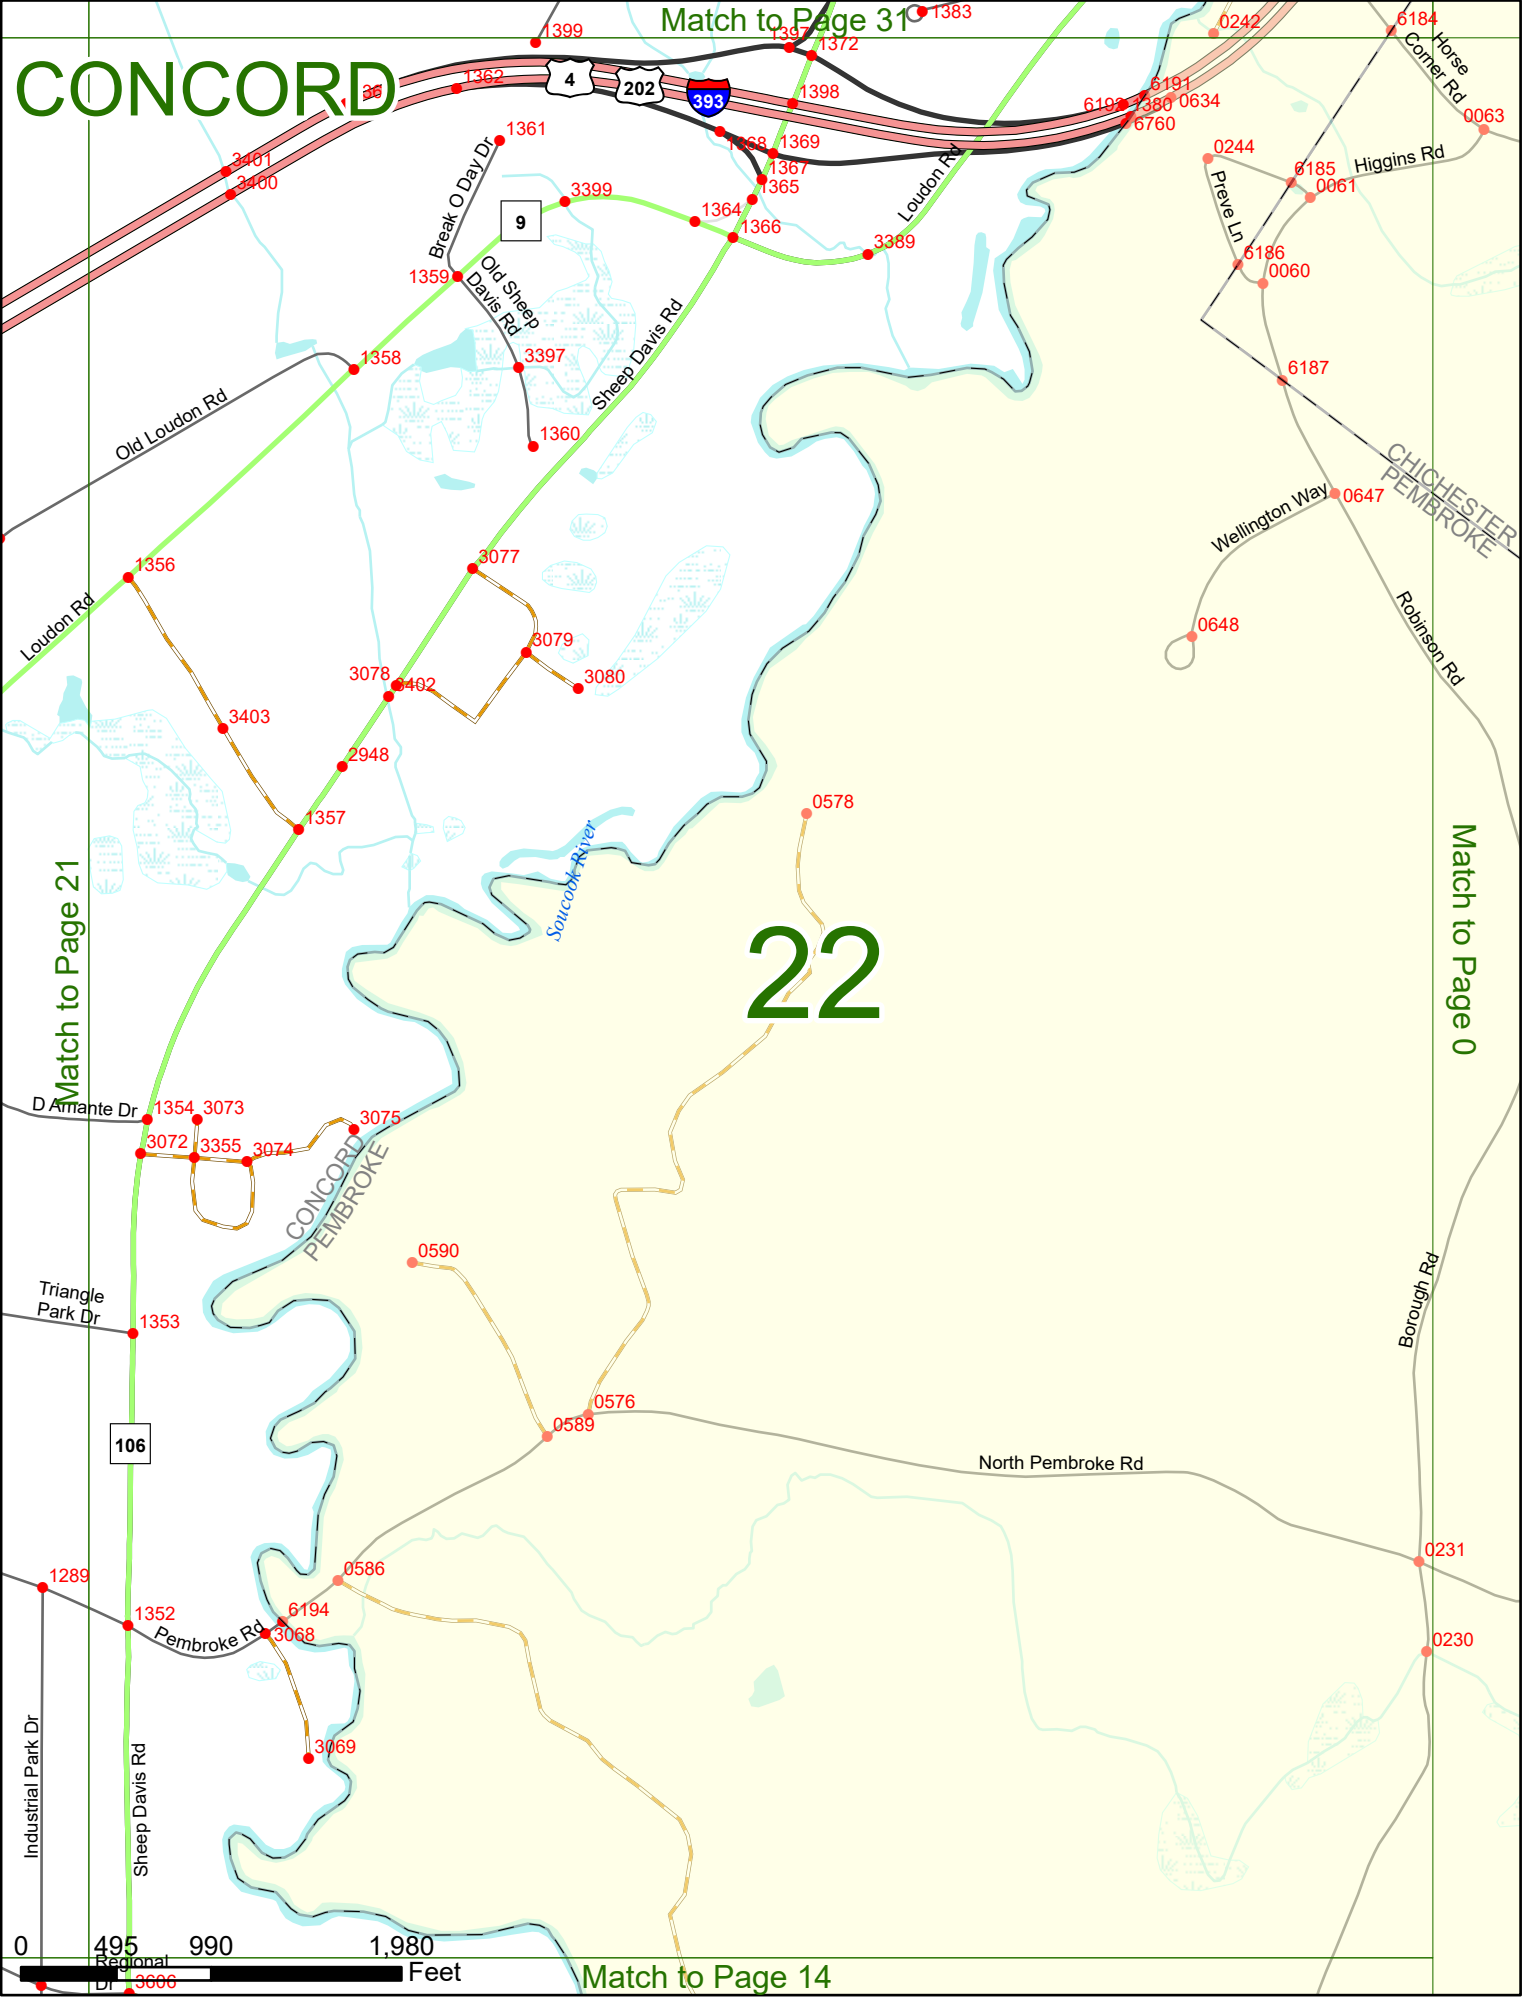 Match to Page 31
1383
0242
6184
1399
1397
1372
Horse
Corner Rd
CONCORD
1362
4
202
393
1398
6191
6192
1380
0634
6760
0063
1361
1368
1369
0244
Higgins Rd
3401
1367
6185
3400
1365
0061
3399
Break O Day Dr
9
1364
Loudon Rd
Preve Ln
1366
3389
6186
1359
Old Sheep
Davis Rd
0060
Sheep Davis Rd
1358
3397
6187
Old Loudon Rd
1360
CHICHESTER
PEMBROKE
Wellington Way
0647
1356
3077
Loudon Rd
0648
Robinson Rd
3079
3078
3402
3080
3403
2948
1357
0578
Soucook River
Match to Page 21
22
Match to Page 0
D Amante Dr
1354
3073
3075
3072
3355
3074
CONCORD
PEMBROKE
0590
Triangle
Park Dr
1353
Borough Rd
0576
0589
106
North Pembroke Rd
0231
1289
0586
1352
6194
Pembroke Rd
3068
0230
Industrial Park Dr
Sheep Davis Rd
3069
0
495
990
1,980
Feet
Regional
Dr
3606
Match to Page 14